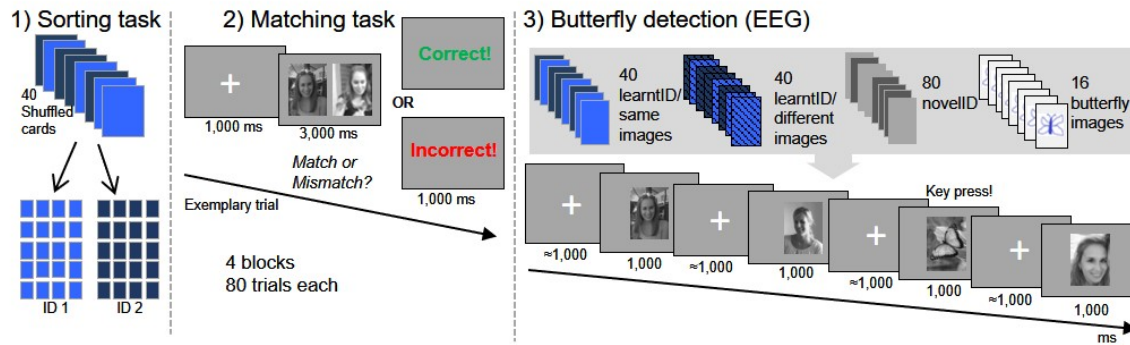 1) Sorting task
40
Shuffled
cards
ID 1
ID 2
2) Matching task
1,000 ms
3,000 ms
Match or
Mismatch?
Correct!
OR
Incorrect!
1,000 ms
Exemplary trial
4 blocks
80 trials each
3) Butterfly detection (EEG)
40
learntID/
same
images
40
learntID/
different
images
80
novelID
16
butterfly
images
Key press!
≈1,000
1,000
≈1,000
1,000
≈1,000
1,000
≈1,000
1,000
ms